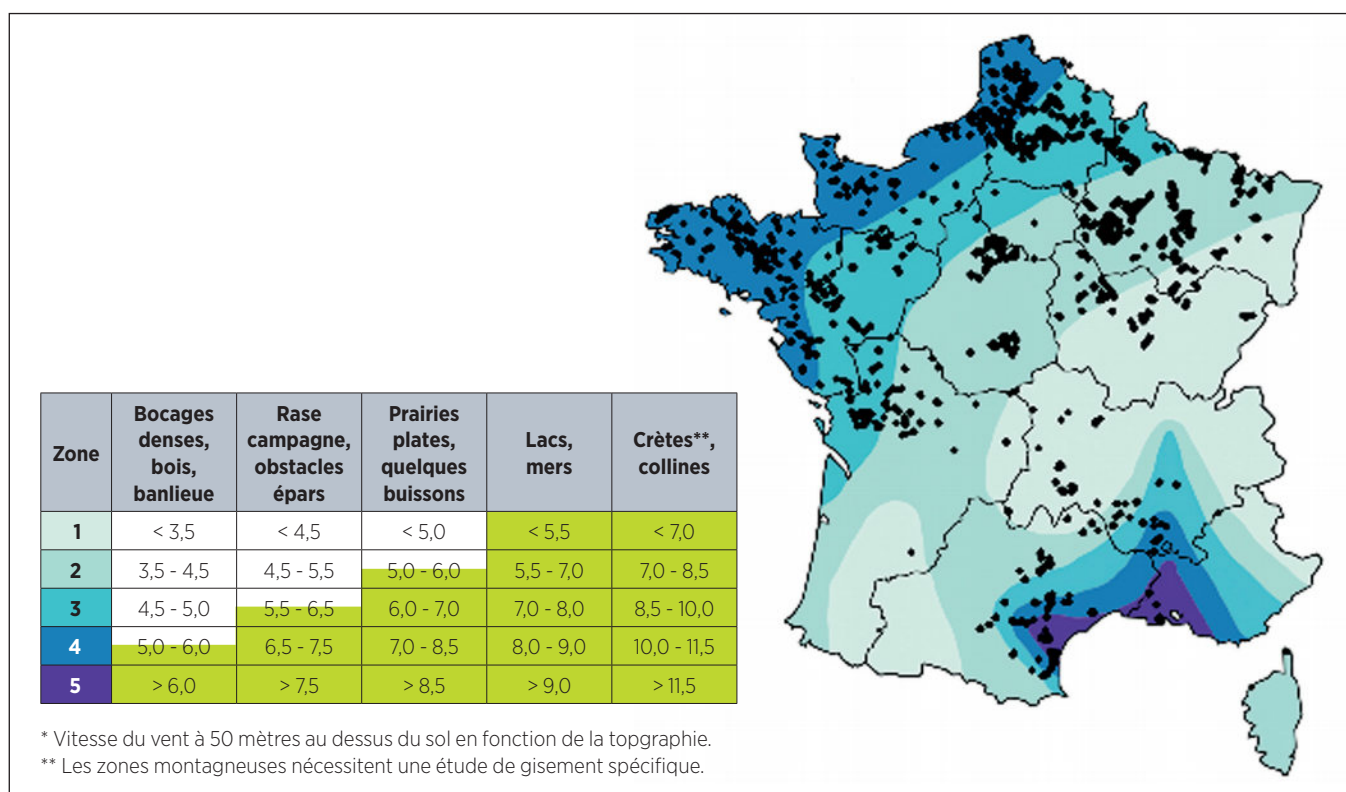 Zone
Bocages
denses,
bois,
banlieue
Rase
campagne,
obstacles
épars
Prairies
plates,
quelques
buissons
Lacs,
mers
Crètes**,
collines
1 < 3,5 < 4,5 < 5,0 < 5,5 < 7,0
2 3,5 - 4,5 4,5 - 5,5 5,0 - 6,0 5,5 - 7,0 7,0 - 8,5
3 4,5 - 5,0 5,5 - 6,5 6,0 - 7,0 7,0 - 8,0 8,5 - 10,0
4 5,0 - 6,0 6,5 - 7,5 7,0 - 8,5 8,0 - 9,0 10,0 - 11,5
5 > 6,0 > 7,5 > 8,5 > 9,0 > 11,5
* Vitesse du vent à 50 mètres au dessus du sol en fonction de la topgraphie.
** Les zones montagneuses nécessitent une étude de gisement spécifique.